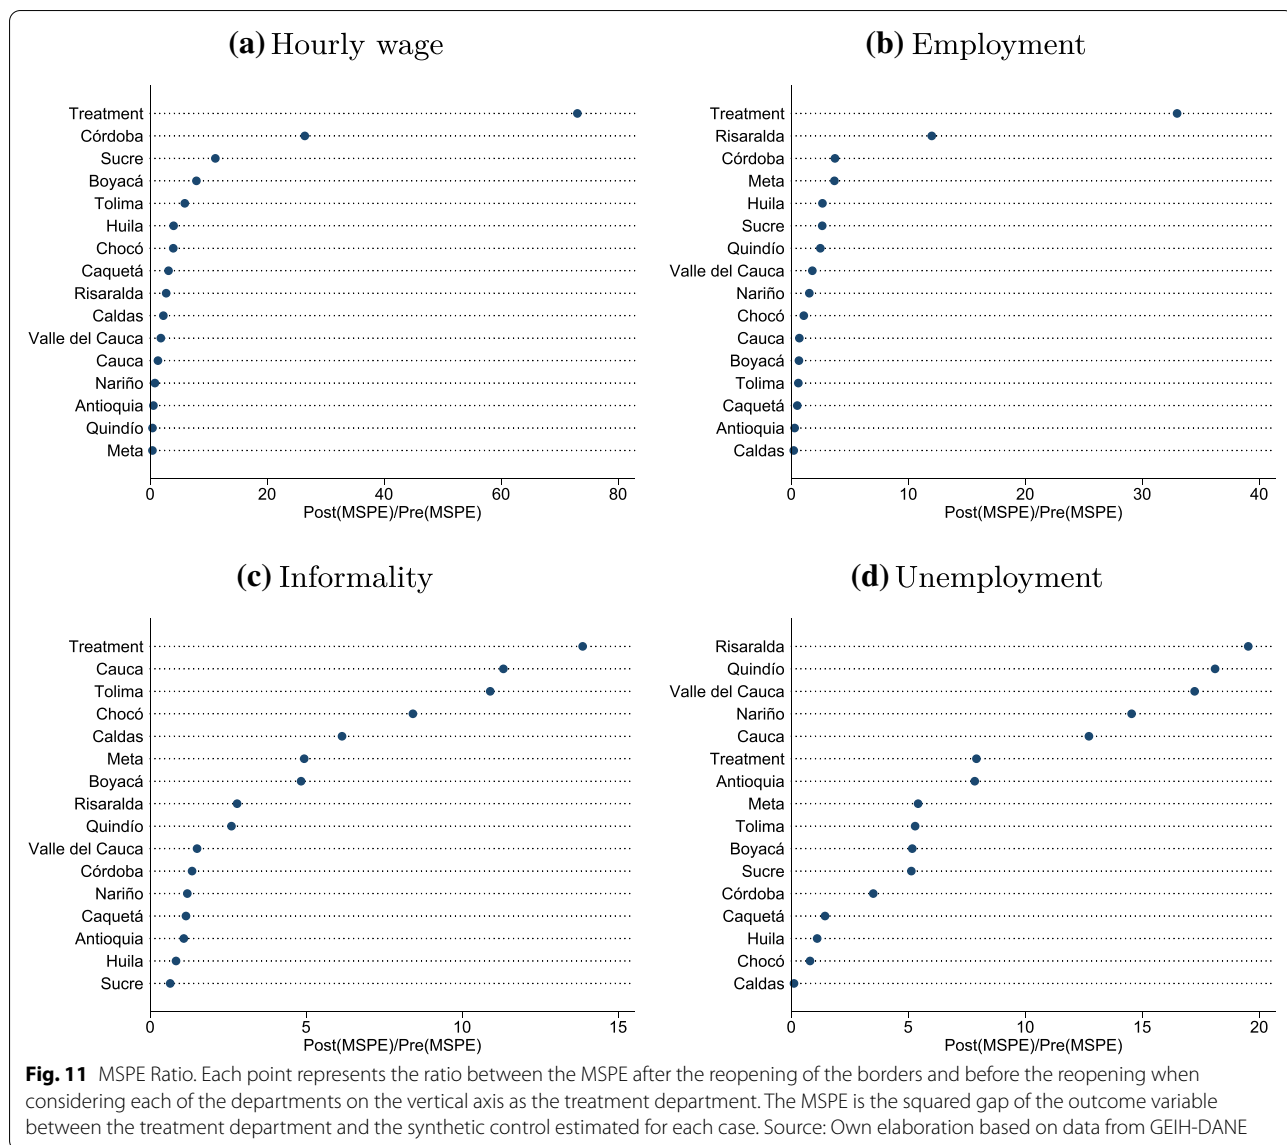 (a) Hourly wage
Treatment
Córdoba
Sucre
Boyacá
Tolima
Huila
Chocó
Caquetá
Risaralda
Caldas
Valle del Cauca
Cauca
Nariño
Antioquia
Quindío
Meta
0 20 40 60 80
Post(MSPE)/Pre(MSPE)
(b) Employment
Treatment
Risaralda
Córdoba
Meta
Huila
Sucre
Quindío
Valle del Cauca
Nariño
Chocó
Cauca
Boyacá
Tolima
Caquetá
Antioquia
Caldas
0 10 20 30 40
Post(MSPE)/Pre(MSPE)
(c) Informality
Treatment
Cauca
Tolima
Chocó
Caldas
Meta
Boyacá
Risaralda
Quindío
Valle del Cauca
Córdoba
Nariño
Caquetá
Antioquia
Huila
Sucre
0 5 10 15
Post(MSPE)/Pre(MSPE)
(d) Unemployment
Risaralda
Quindío
Valle del Cauca
Nariño
Cauca
Treatment
Antioquia
Meta
Tolima
Boyacá
Sucre
Córdoba
Caquetá
Huila
Chocó
Caldas
0 5 10 15 20
Post(MSPE)/Pre(MSPE)
Fig. 11 MSPE Ratio. Each point represents the ratio between the MSPE after the reopening of the borders and before the reopening when
considering each of the departments on the vertical axis as the treatment department. The MSPE is the squared gap of the outcome variable
between the treatment department and the synthetic control estimated for each case. Source: Own elaboration based on data from GEIH-DANE